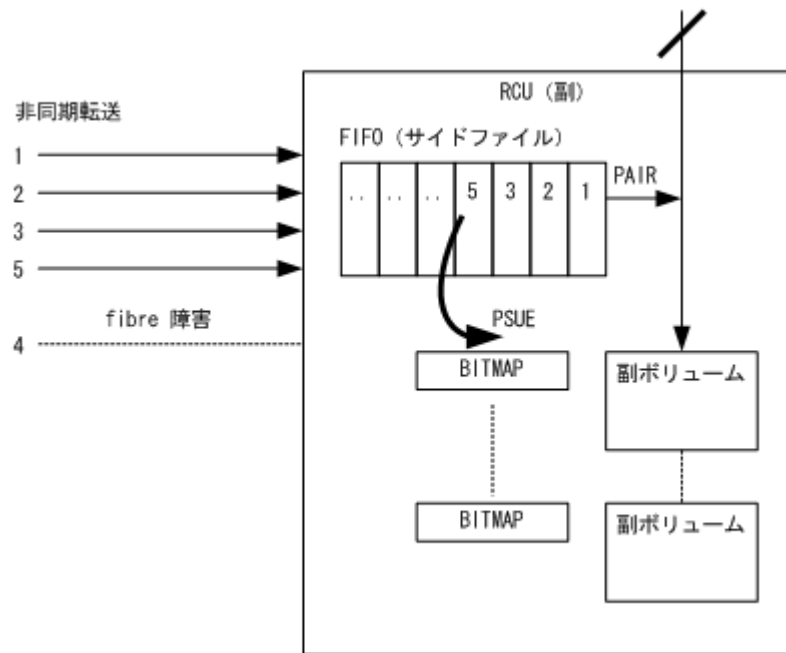 RCU (副)
非同期転送
FIFO (サイドファイル)
1
2
3
5
.. .. .. 5 3 2 1
PAIR
fibre 障害
4
PSUE
BITMAP
副ボリューム
BITMAP
副ボリューム